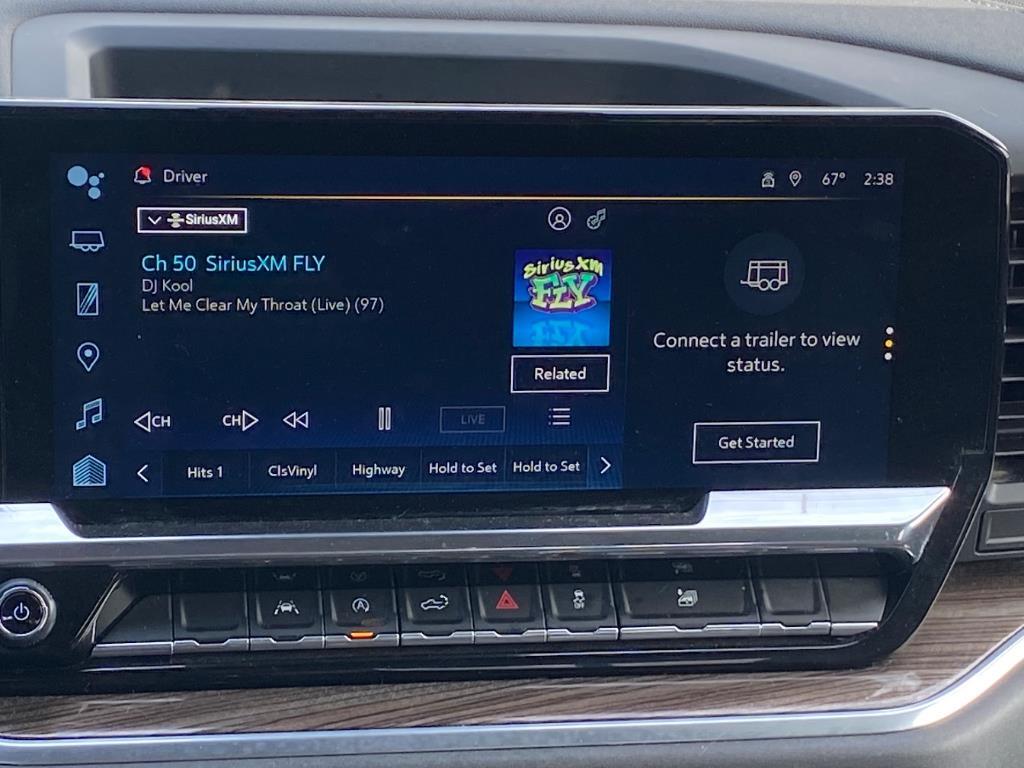 Driver
67° 2:38
SiriusXM
Ch 50 SiriusXM FLY
DJ Kool
Let Me Clear My Throat (Live) (97)
SiriusXM
FLY
Related
Connect a trailer to view
status.
CH CH LIVE
Get Started
Hits 1 ClsVinyl Highway Hold to Set Hold to Set
A OFF